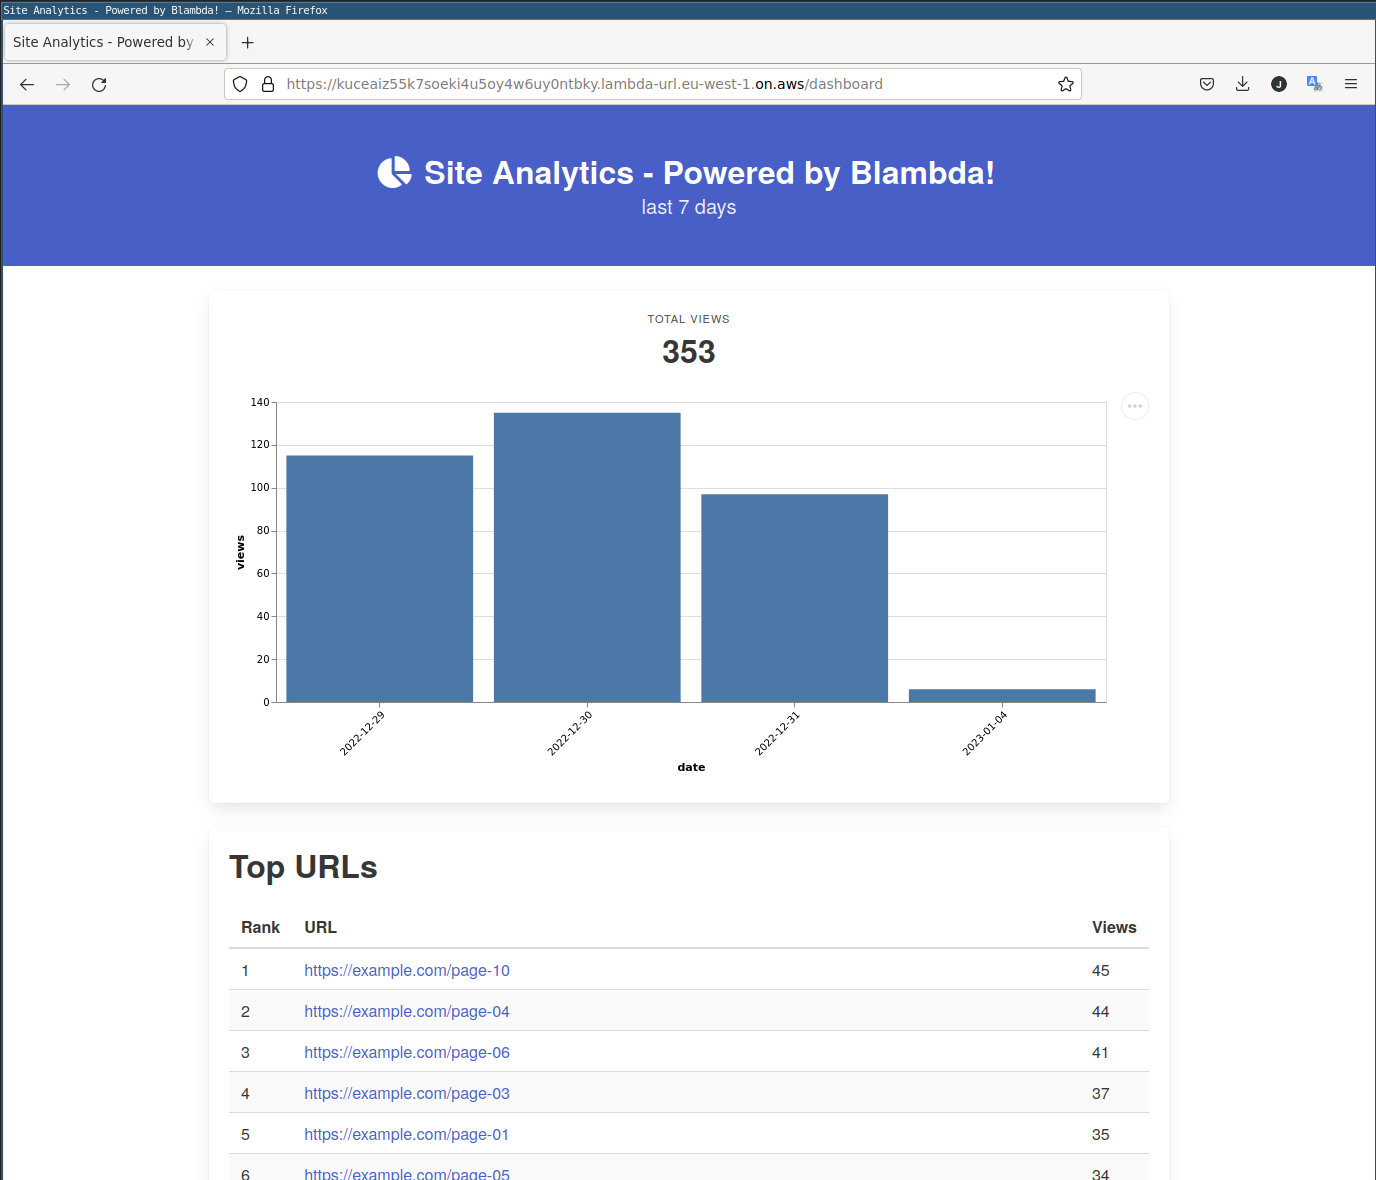 Site Analytics - Powered by Blambda! — Mozilla Firefox
Site Analytics - Powered by
https://kuceaiz55k7soeki4u5oy4w6uy0ntbky.lambda-url.eu-west-1.on.aws/dashboard
J
Site Analytics - Powered by Blambda!
last 7 days
TOTAL VIEWS
353
140
120
100
80
60
40
20
0
views
2022-12-29
2022-12-30
2022-12-31
2023-01-04
date
Top URLs
Rank URL Views
1 https://example.com/page-10 45
2 https://example.com/page-04 44
3 https://example.com/page-06 41
4 https://example.com/page-03 37
5 https://example.com/page-01 35
6 https://example.com/page-05 34